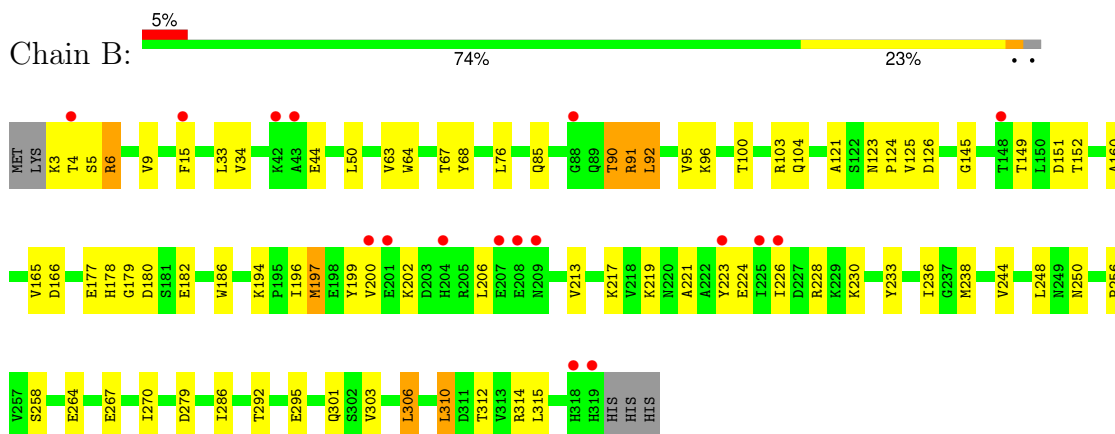 5%
Chain B:
74% 23% • •
MET LYS K3 T4 S5 R6 V9 F15 L33 V34 K42 A43 E44 L50 V63 W64 T67 Y68 L76 Q85 G88 Q89 T90 R91 L92 V95 K96 T100 R103 Q104 A121 S122 N123 P124 V125 D126 G145 T148 T149 L150 D151 T152 A160
V165 D166 E177 H178 G179 D180 S181 E182 W186 K194 P195 I196 M197 E198 Y199 V200 E201 K202 D203 H204 R205 L206 E207 E208 N209 V213 K217 V218 K219 N220 A221 A222 Y223 E224 I225 I226 D227 R228 K229 K230 Y233 I236 G237 M238 V244 L248 N249 N250
V257 S258 E264 E267 I270 D279 I286 T292 E295 Q301 S302 V303 L306 L310 D311 T312 V313 R314 L315 H318 H319 HIS HIS HIS